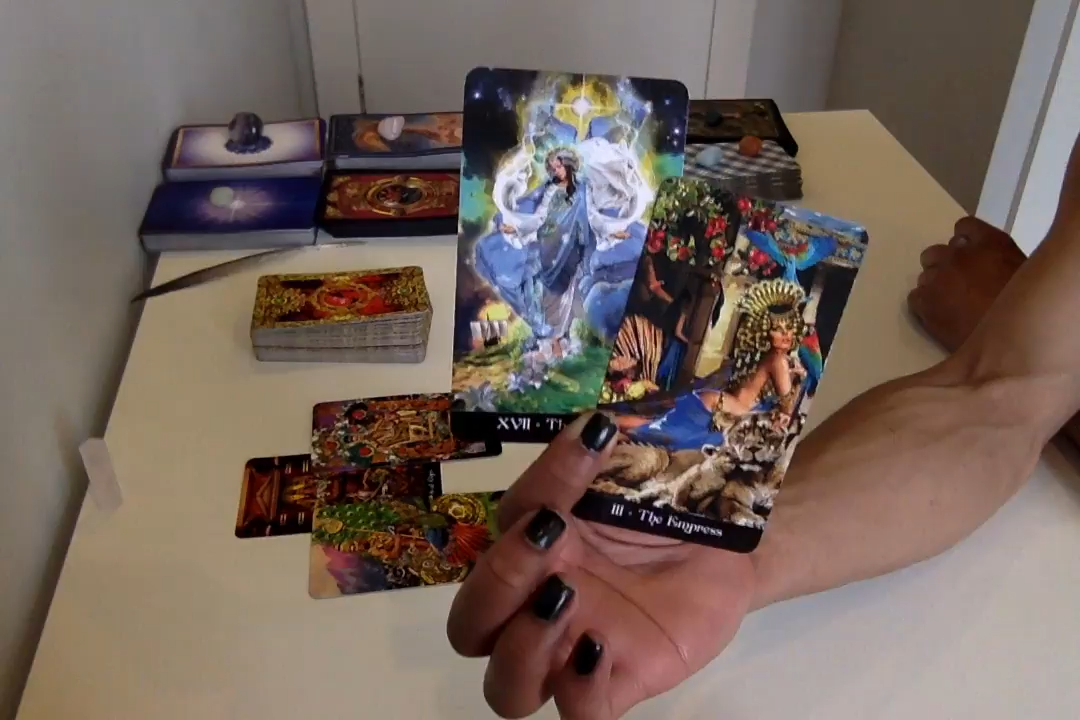 XVII • Th
III • The Empress